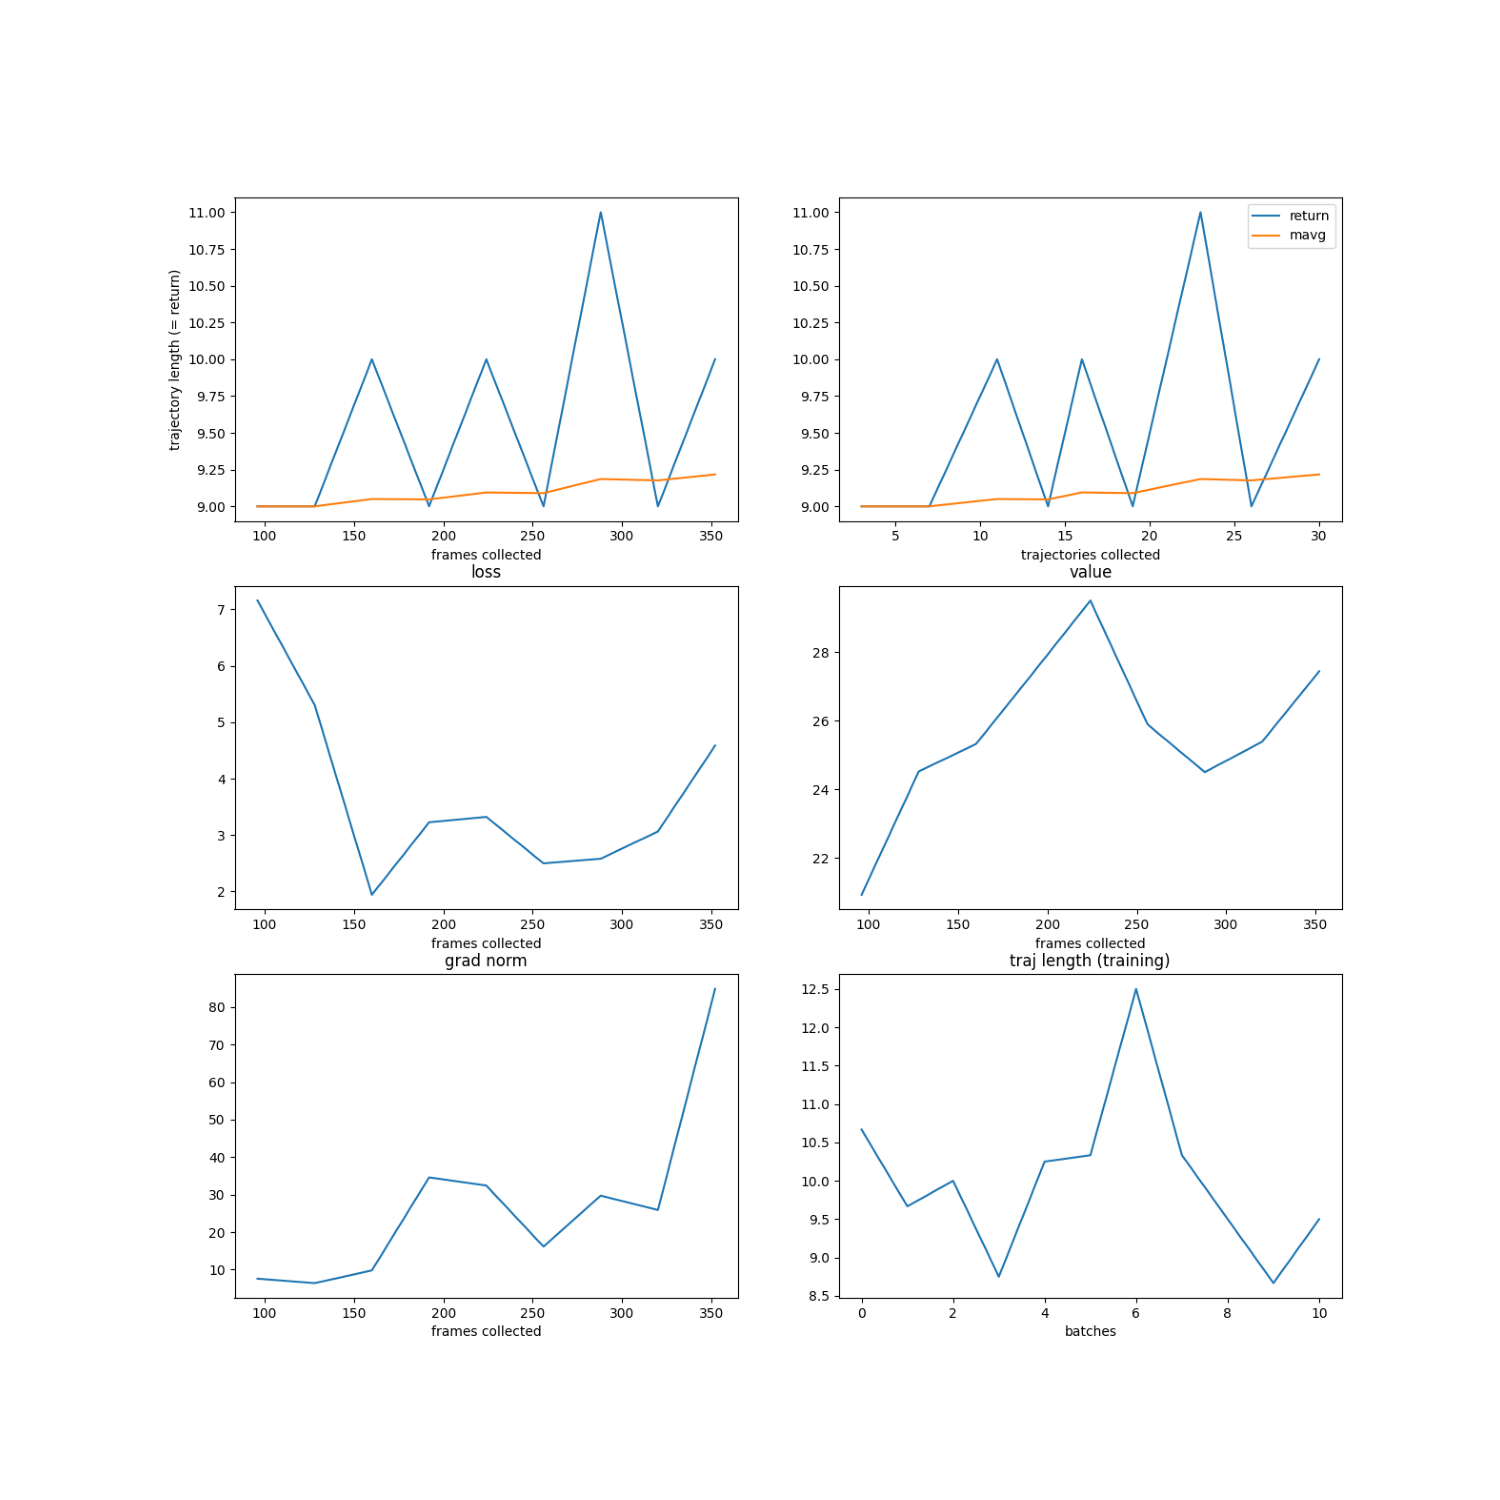 11.00
10.75
10.50
10.25
10.00
9.75
9.50
9.25
9.00
trajectory length (= return)
100 150 200 250 300 350
frames collected
return
mavg
11.00
10.75
10.50
10.25
10.00
9.75
9.50
9.25
9.00
5 10 15 20 25 30
trajectories collected
loss
7
6
5
4
3
2
100 150 200 250 300 350
frames collected
value
28
26
24
22
100 150 200 250 300 350
frames collected
grad norm
80
70
60
50
40
30
20
10
100 150 200 250 300 350
frames collected
traj length (training)
12.5
12.0
11.5
11.0
10.5
10.0
9.5
9.0
8.5
0 2 4 6 8 10
batches